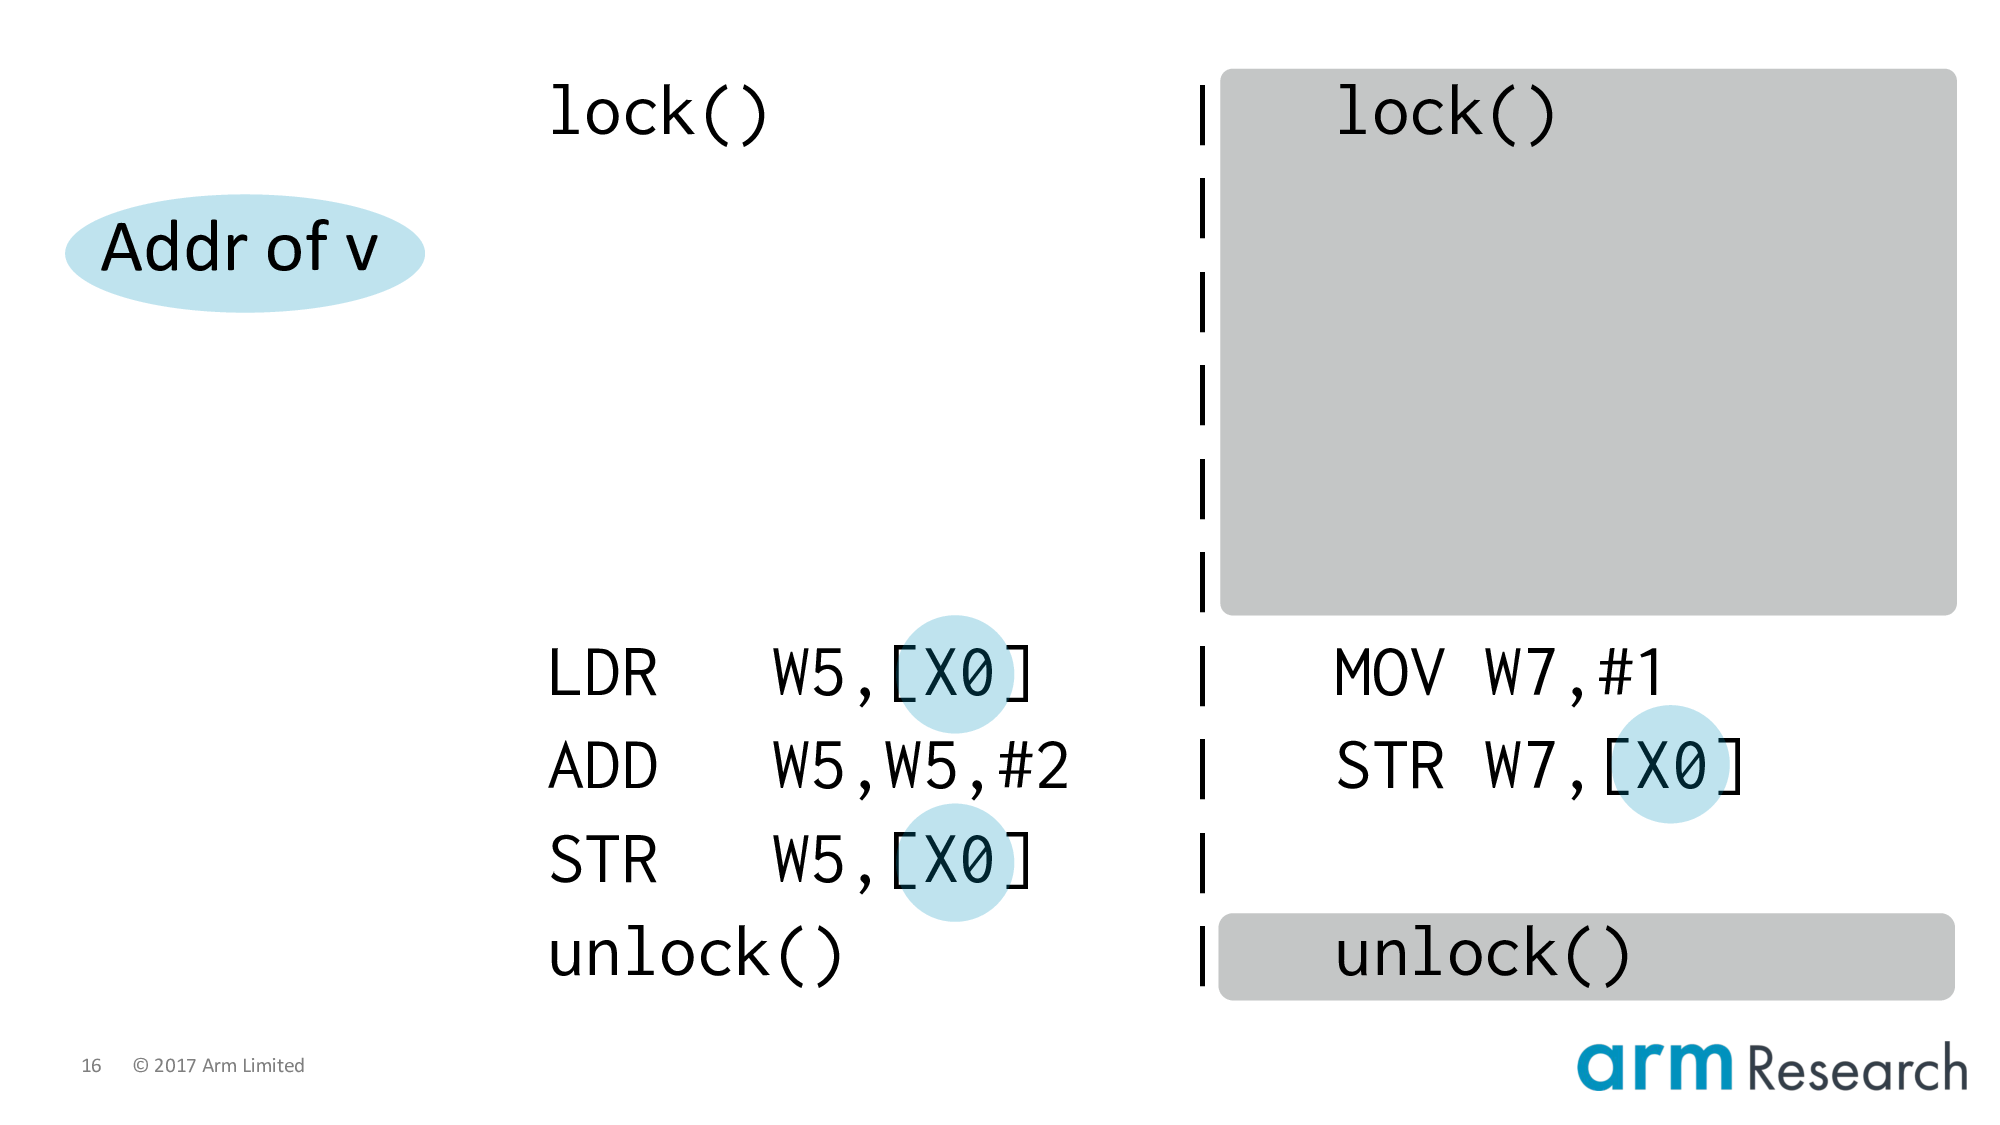 lock() | lock()
|
Addr of v
|
|
|
|
LDR W5,[X0] | MOV W7,#1
ADD W5,W5,#2 | STR W7,[X0]
STR W5,[X0] |
unlock() | unlock()
16 © 2017 Arm Limited
arm Research